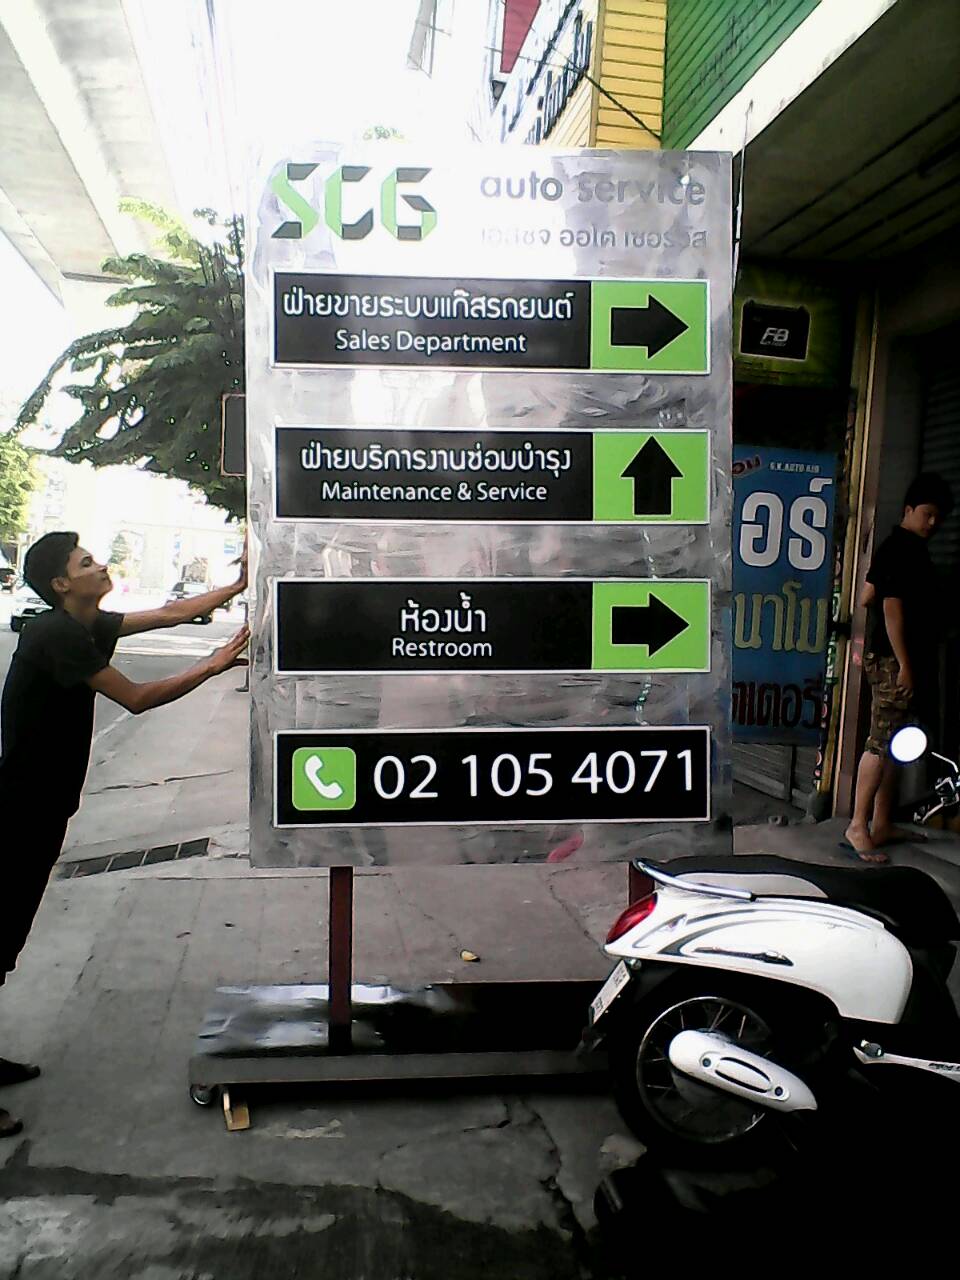 SCG auto service
เอสซีจี ออโต้ เซอร์วิส
ฝ่ายขายระบบแก๊สรถยนต์
Sales Department
ฝ่ายบริการงานซ่อมบำรุง
Maintenance & Service
ห้องน้ำ
Restroom
02 105 4071
FB
S.K.AUTO AIR
อร์
นาโม